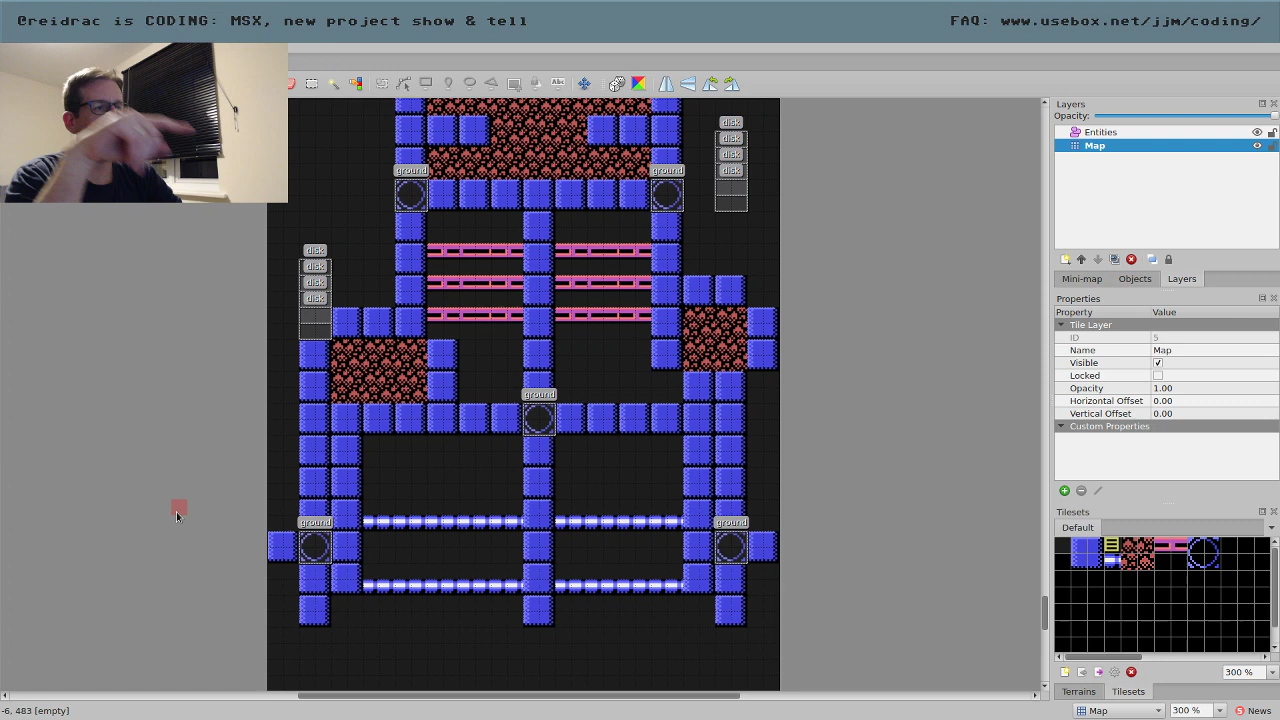 @reidrac is CODING: MSX, new project show & tell
FAQ: www.usebox.net/jjm/coding/
Abc
Layers
Opacity:
Entities
Map
Mini-map
Objects
Layers
Properties
Property Value
Tile Layer
ID 5
Name Map
Visible
Locked
Opacity 1.00
Horizontal Offset 0.00
Vertical Offset 0.00
Custom Properties
Tilesets
Default
300 %
Terrains
Tilesets
disk
disk
disk
disk
ground
ground
disk
disk
disk
disk
ground
ground
ground
-6, 483 [empty]
Map
300 %
News